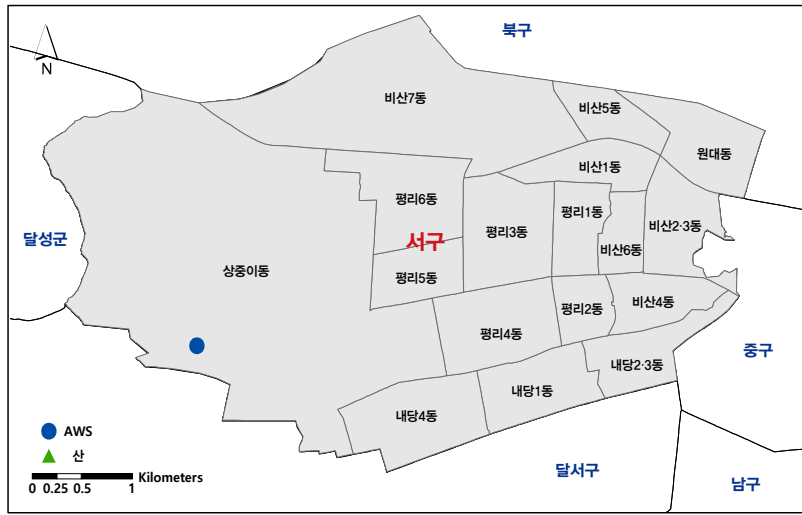 북구
N
비산7동
비산5동
원대동
비산1동
평리6동
평리1동
평리3동
비산2·3동
달성군
서구
비산6동
상중이동
평리5동
비산4동
평리2동
평리4동
중구
내당2·3동
내당1동
내당4동
AWS
산
Kilometers
0 0.25 0.5 1
달서구
남구